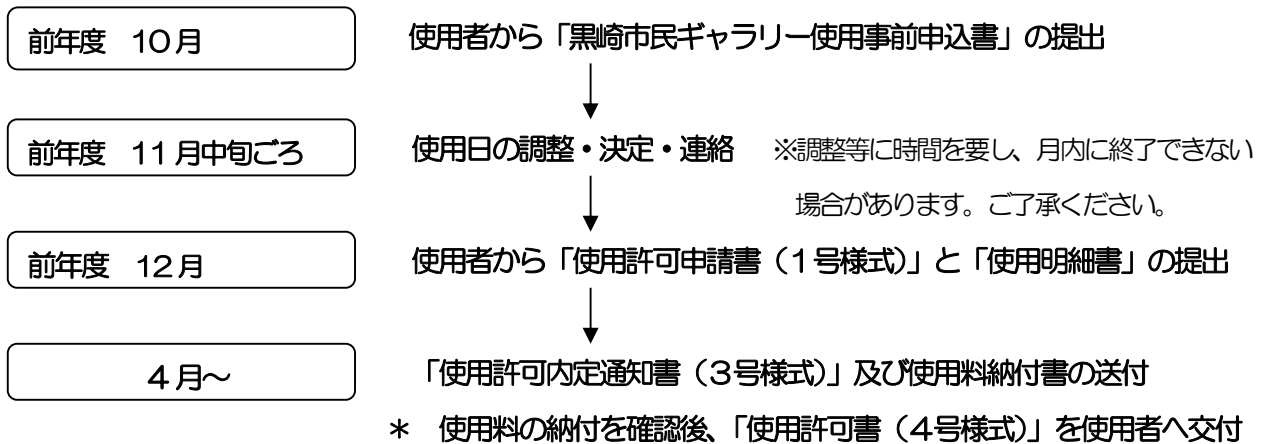 前年度　10月　使用者から「黒崎市民ギャラリー使用事前申込書」の提出
前年度　11月中旬ごろ　使用日の調整・決定・連絡　※調整等に時間を要し、月内に終了できない
場合があります。ご了承ください。
前年度　12月　使用者から「使用許可申請書（1号様式）」と「使用明細書」の提出
4月～　「使用許可内定通知書（3号様式）」及び使用料納付書の送付
＊　使用料の納付を確認後、「使用許可書（4号様式）」を使用者へ交付